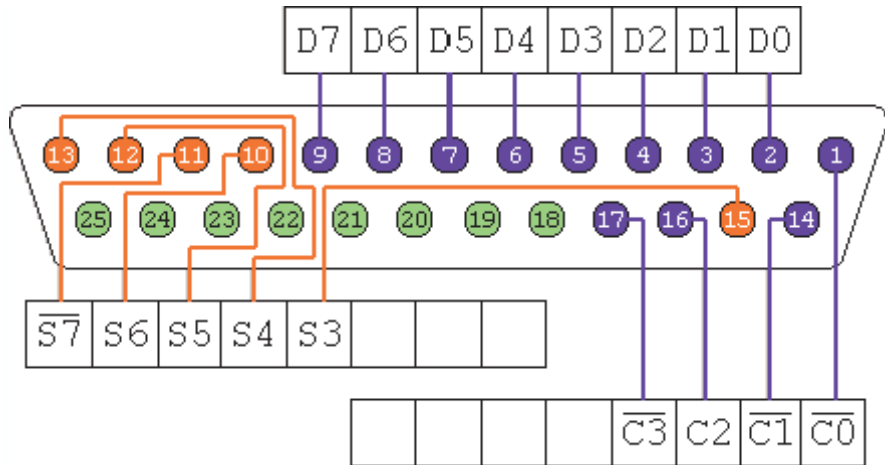 D7 D6 D5 D4 D3 D2 D1 D0
13 12 11 10 9 8 7 6 5 4 3 2 1
25 24 23 22 21 20 19 18 17 16 15 14
S̅7̅ S6 S5 S4 S3
C̅3̅ C2 C̅1̅ C̅0̅